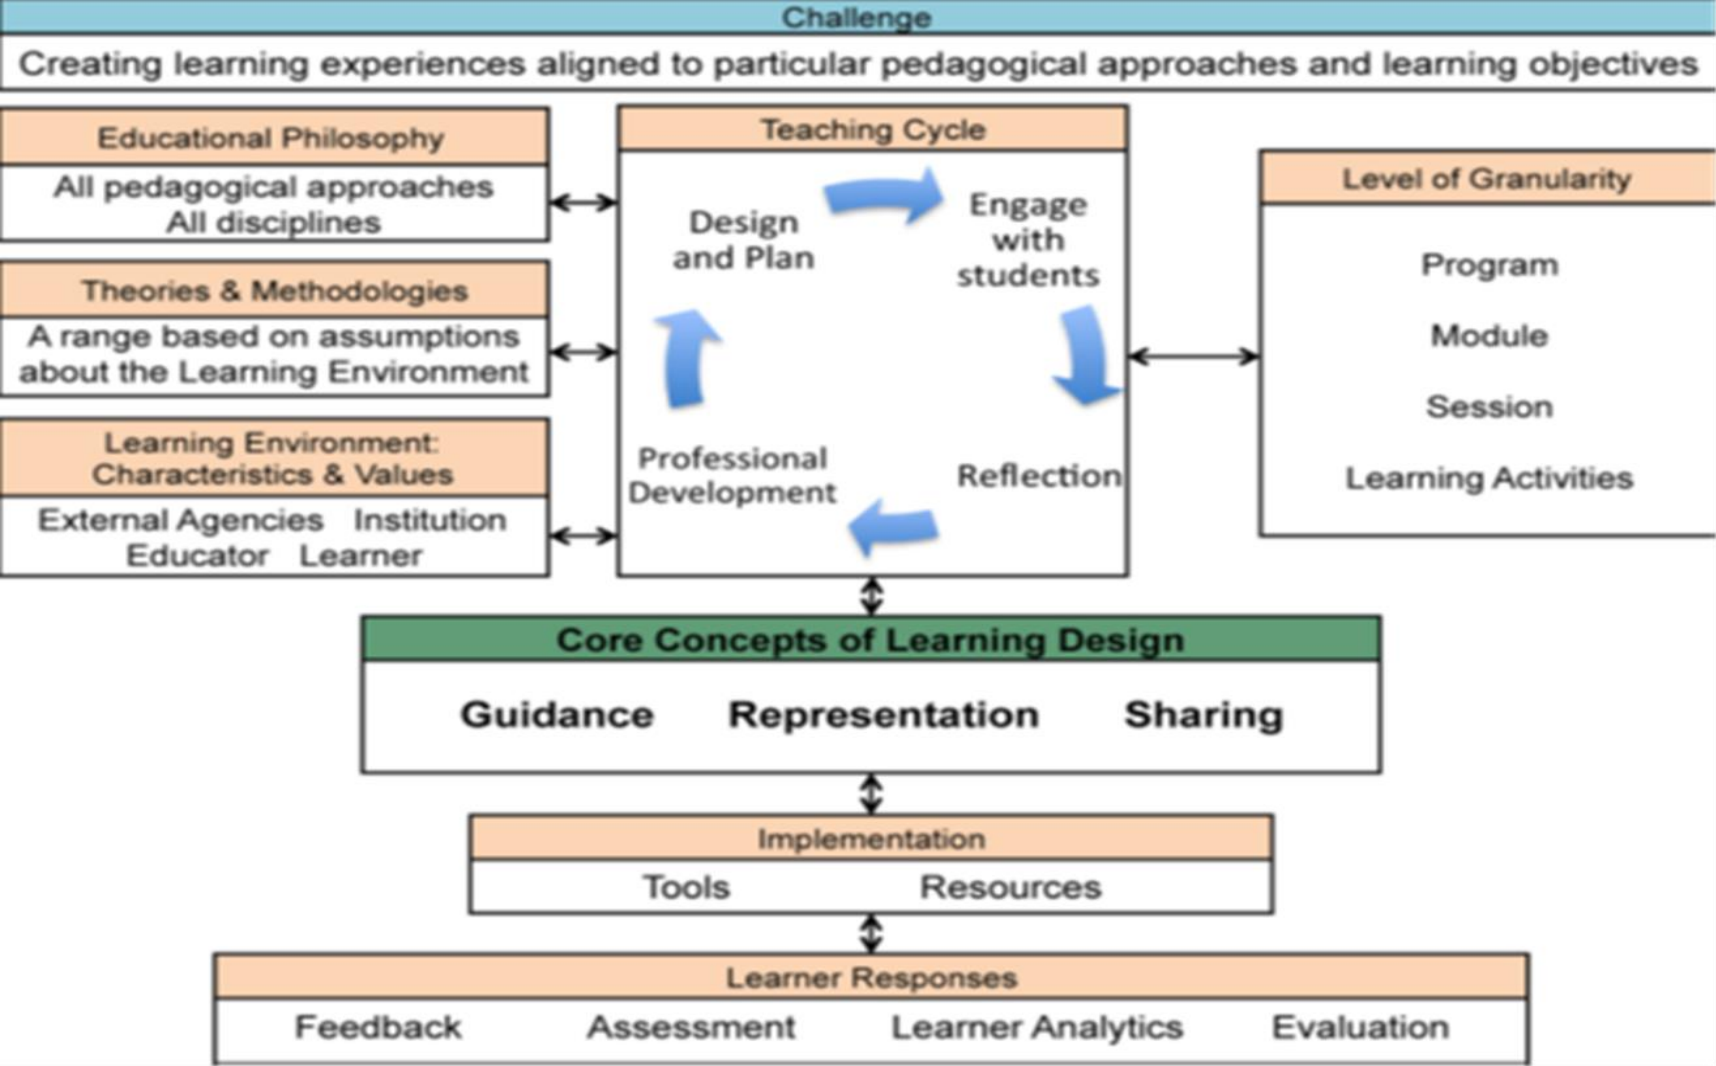 Challenge
Creating learning experiences aligned to particular pedagogical approaches and learning objectives
Educational Philosophy
All pedagogical approaches
All disciplines
Theories & Methodologies
A range based on assumptions
about the Learning Environment
Learning Environment:
Characteristics & Values
External Agencies Institution
Educator Learner
Teaching Cycle
Design
and Plan
Engage
with
students
Reflection
Professional
Development
Level of Granularity
Program
Module
Session
Learning Activities
Core Concepts of Learning Design
Guidance Representation Sharing
Implementation
Tools Resources
Learner Responses
Feedback Assessment Learner Analytics Evaluation